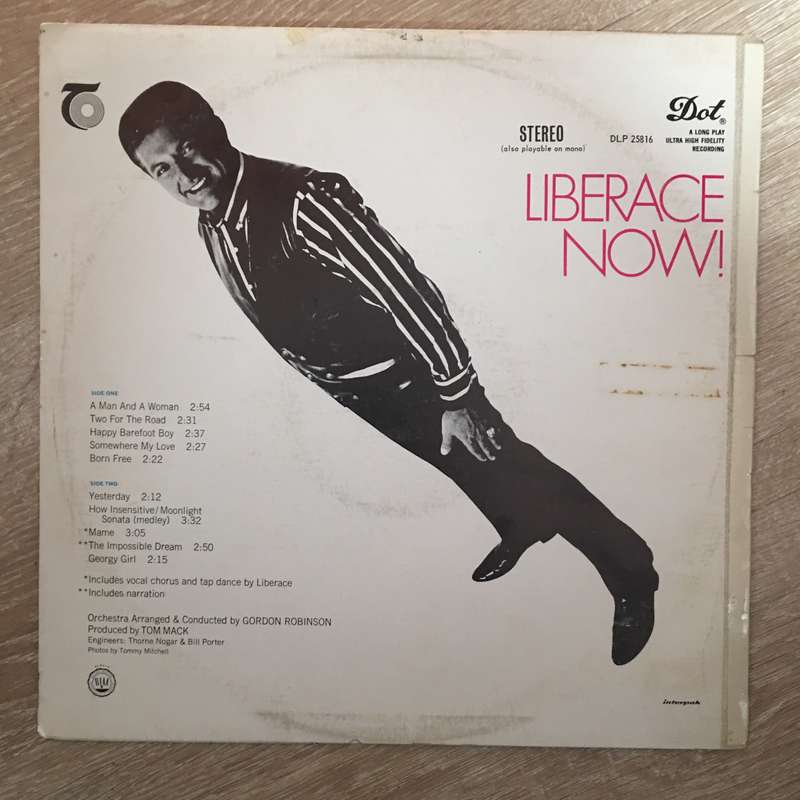 Dot®
STEREO
(also playable on mono)
DLP 25816
A LONG PLAY
ULTRA HIGH FIDELITY
RECORDING
LIBERACE
NOW!
SIDE ONE
A Man And A Woman 2:54
Two For The Road 2:31
Happy Barefoot Boy 2:37
Somewhere My Love 2:27
Born Free 2:22
SIDE TWO
Yesterday 2:12
How Insensitive/Moonlight
Sonata (medley) 3:32
*Mame 3:05
**The Impossible Dream 2:50
Georgy Girl 2:15
*Includes vocal chorus and tap dance by Liberace
**Includes narration
Orchestra Arranged & Conducted by GORDON ROBINSON
Produced by TOM MACK
Engineers: Thorne Nogar & Bill Porter
Photos by Tommy Mitchell
interpak